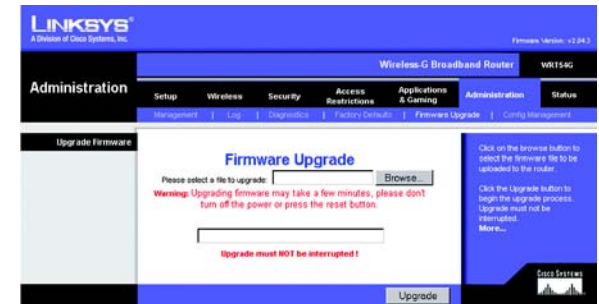 LINKSYS®
A Division of Cisco Systems, Inc.
Firmware Version: v2.04.3
Wireless-G Broadband Router WRT54G
Administration
Setup Wireless Security Access Restrictions Applications & Gaming Administration Status
Management | Log | Diagnostics | Factory Defaults | Firmware Upgrade | Config Management
Upgrade Firmware
Firmware Upgrade
Please select a file to upgrade: Browse...
Warning: Upgrading firmware may take a few minutes, please don't
turn off the power or press the reset button.
Upgrade must NOT be interrupted !
Upgrade
Click on the browse button to
select the firmware file to be
uploaded to the
router.
Click the Upgrade button to
begin the upgrade process.
Upgrade must not be
interrupted.
More...
CISCO SYSTEMS